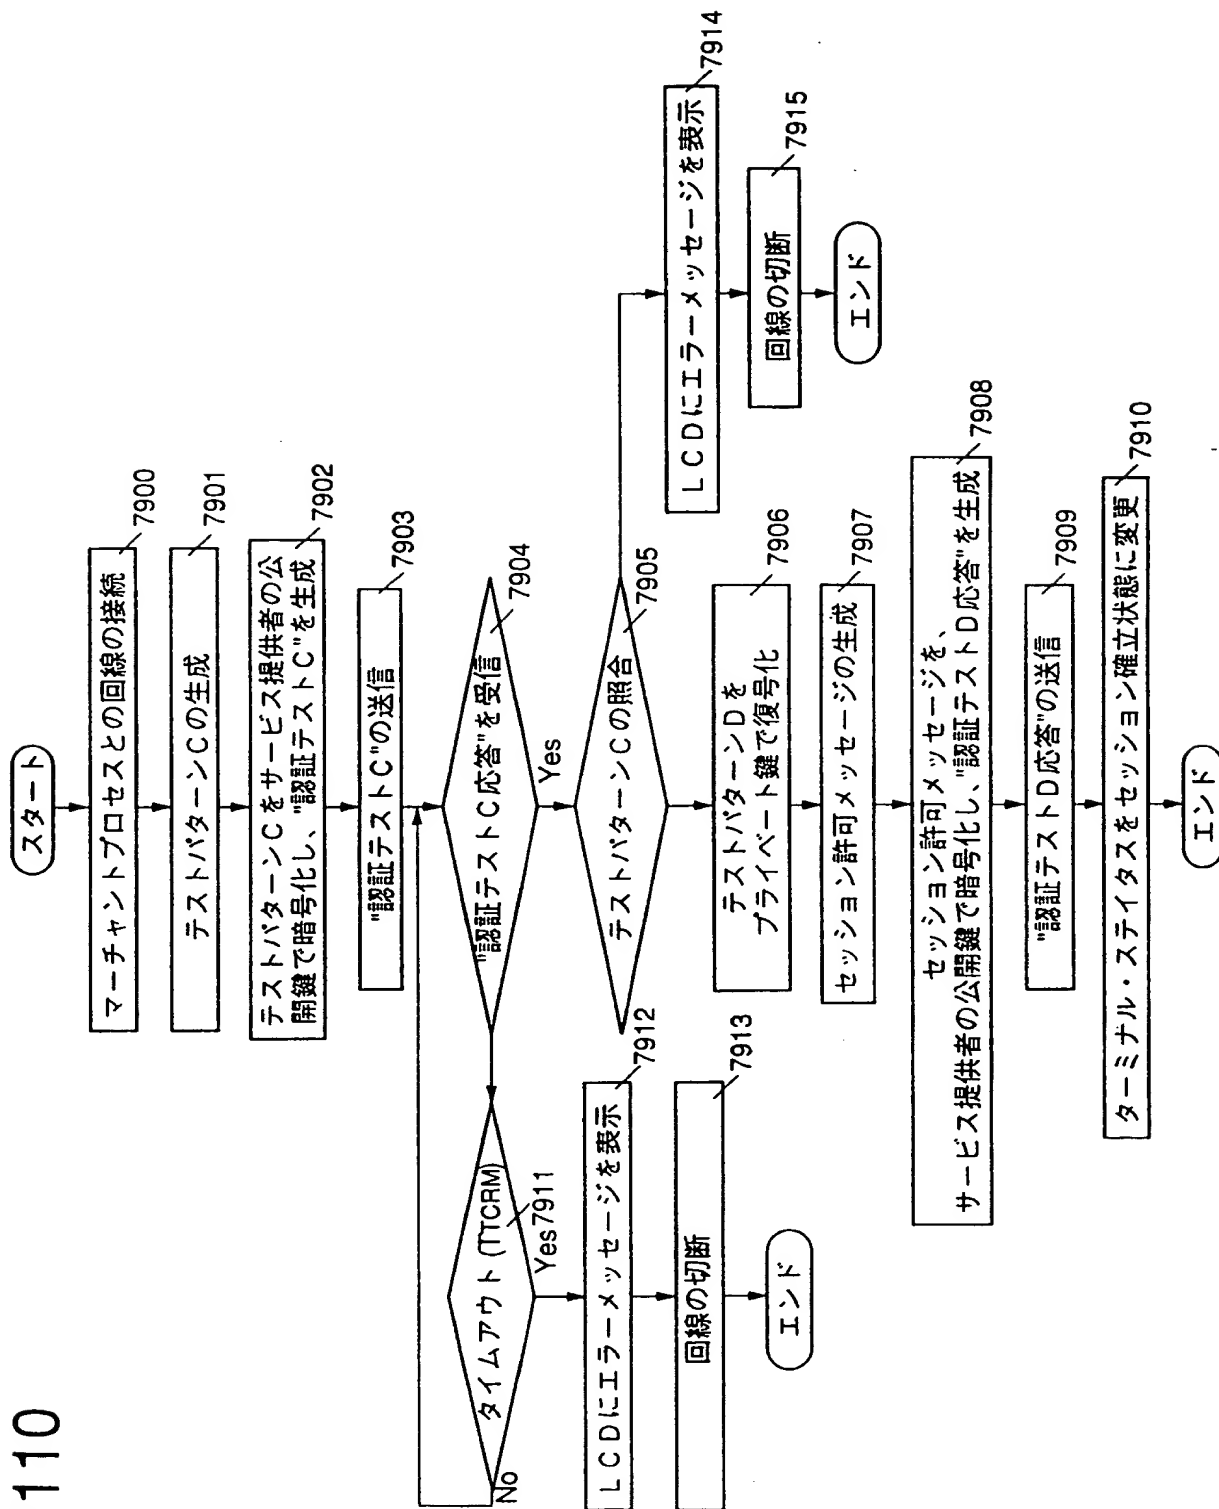 110
スタート
マーチャントプロセスとの回線の接続
7900
テストパターンCの生成
7901
テストパターンCをサービス提供者の公
開鍵で暗号化し、"認証テストC"を生成
7902
"認証テストC"の送信
7903
"認証テストC応答"を受信
7904
Yes
タイムアウト(TTCRM)
7911
No
Yes
LCDにエラーメッセージを表示
7912
回線の切断
7913
エンド
テストパターンCの照合
7905
LCDにエラーメッセージを表示
7914
回線の切断
7915
エンド
テストパターンDを
プライベート鍵で復号化
7906
セッション許可メッセージの生成
7907
セッション許可メッセージを、
サービス提供者の公開鍵で暗号化し、"認証テストD応答"を生成
7908
"認証テストD応答"の送信
7909
ターミナル・ステイタスをセッション確立状態に変更
7910
エンド